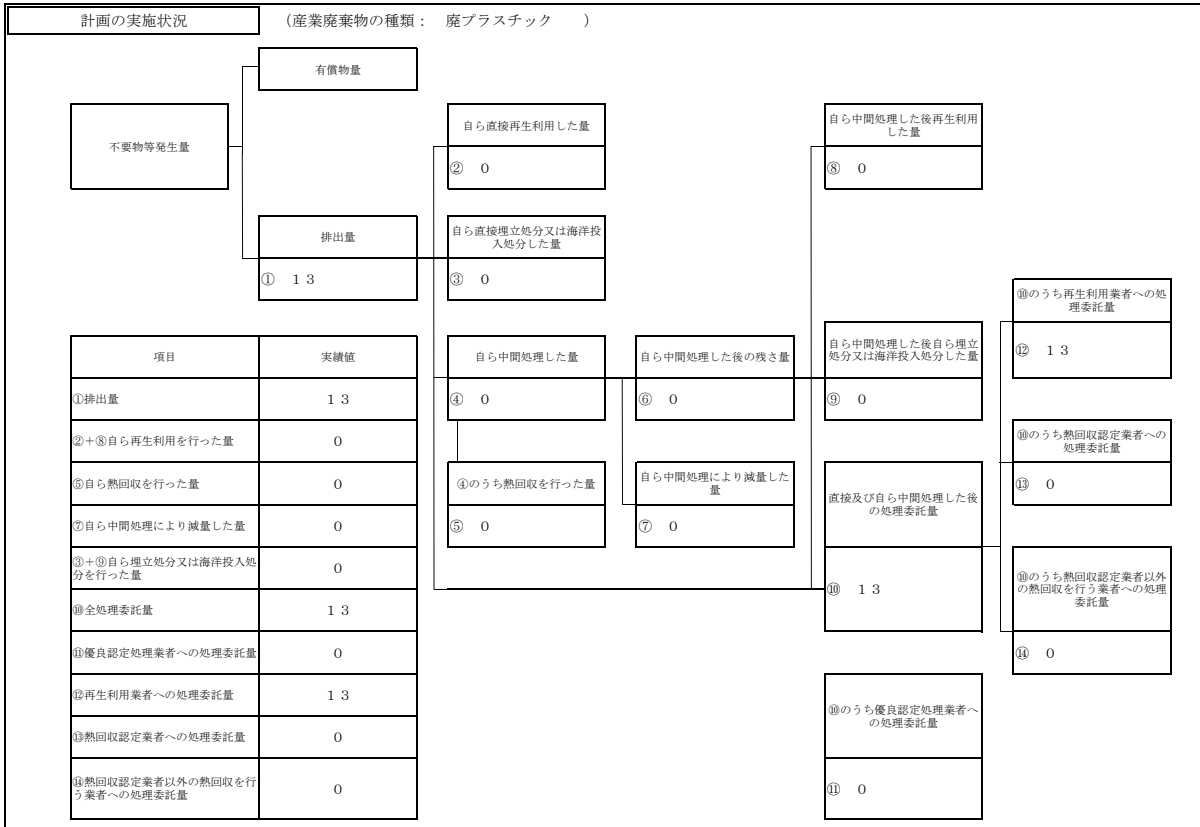 計画の実施状況
（産業廃棄物の種類： 廃プラスチック ）
有償物量
不要物等発生量
自ら直接再生利用した量
② 0
自ら中間処理した後再生利用
した量
⑧ 0
排出量
① 13
自ら直接埋立処分又は海洋投
入処分した量
③ 0
⑩のうち再生利用業者への処
理委託量
⑫ 13
自ら中間処理した量
④ 0
自ら中間処理した後の残さ量
⑥ 0
自ら中間処理した後自ら埋立
処分又は海洋投入処分した量
⑨ 0
⑩のうち熱回収認定業者への
処理委託量
⑬ 0
④のうち熱回収を行った量
⑤ 0
自ら中間処理により減量した
量
⑦ 0
直接及び自ら中間処理した後
の処理委託量
⑩ 13
⑩のうち熱回収認定業者以外
の熱回収を行う業者への処理
委託量
⑭ 0
⑩のうち優良認定処理業者へ
の処理委託量
⑪ 0
項目 実績値
①排出量 13
②＋⑧自ら再生利用を行った量 0
⑤自ら熱回収を行った量 0
⑦自ら中間処理により減量した量 0
③＋⑨自ら埋立処分又は海洋投入処
分を行った量 0
⑩全処理委託量 13
⑪優良認定処理業者への処理委託量 0
⑫再生利用業者への処理委託量 13
⑬熱回収認定業者への処理委託量 0
⑭熱回収認定業者以外の熱回収を行
う業者への処理委託量 0